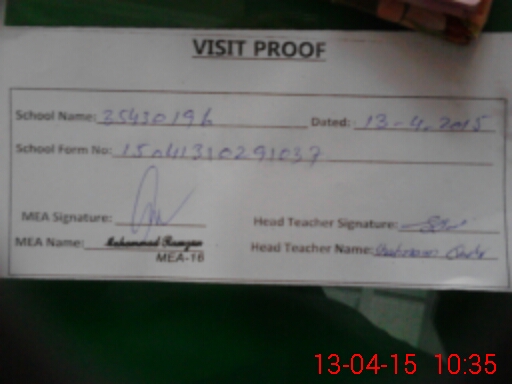 VISIT PROOF
School Name: 35430196 Dated: 13-4.2015
School Form No: 15041310291037
MEA Signature: Head Teacher Signature:
MEA Name: Muhammad Ramzan Head Teacher Name:
MEA-16
13-04-15 10:35